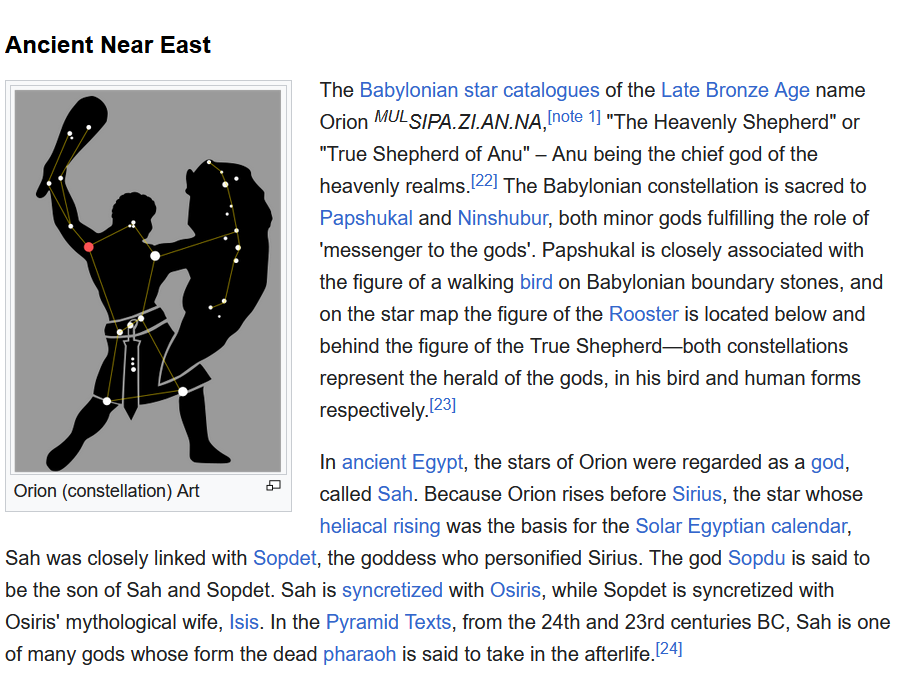 Ancient Near East
The Babylonian star catalogues of the Late Bronze Age name
Orion MULSIPA.ZI.AN.NA,[note 1] "The Heavenly Shepherd" or
"True Shepherd of Anu" – Anu being the chief god of the
heavenly realms.[22] The Babylonian constellation is sacred to
Papshukal and Ninshubur, both minor gods fulfilling the role of
'messenger to the gods'. Papshukal is closely associated with
the figure of a walking bird on Babylonian boundary stones, and
on the star map the figure of the Rooster is located below and
behind the figure of the True Shepherd—both constellations
represent the herald of the gods, in his bird and human forms
respectively.[23]
Orion (constellation) Art
In ancient Egypt, the stars of Orion were regarded as a god,
called Sah. Because Orion rises before Sirius, the star whose
heliacal rising was the basis for the Solar Egyptian calendar,
Sah was closely linked with Sopdet, the goddess who personified Sirius. The god Sopdu is said to
be the son of Sah and Sopdet. Sah is syncretized with Osiris, while Sopdet is syncretized with
Osiris' mythological wife, Isis. In the Pyramid Texts, from the 24th and 23rd centuries BC, Sah is one
of many gods whose form the dead pharaoh is said to take in the afterlife.[24]